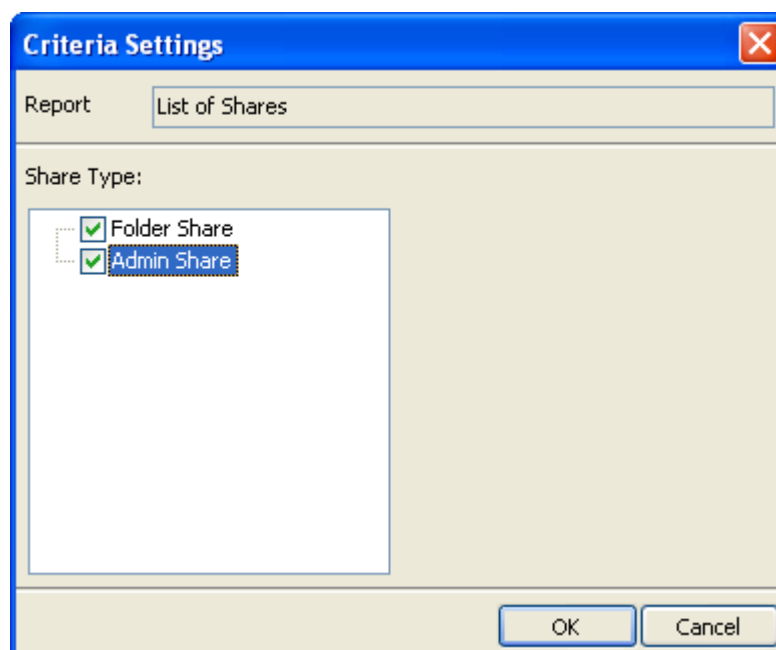 Criteria Settings
Report List of Shares
Share Type:
Folder Share
Admin Share
OK Cancel